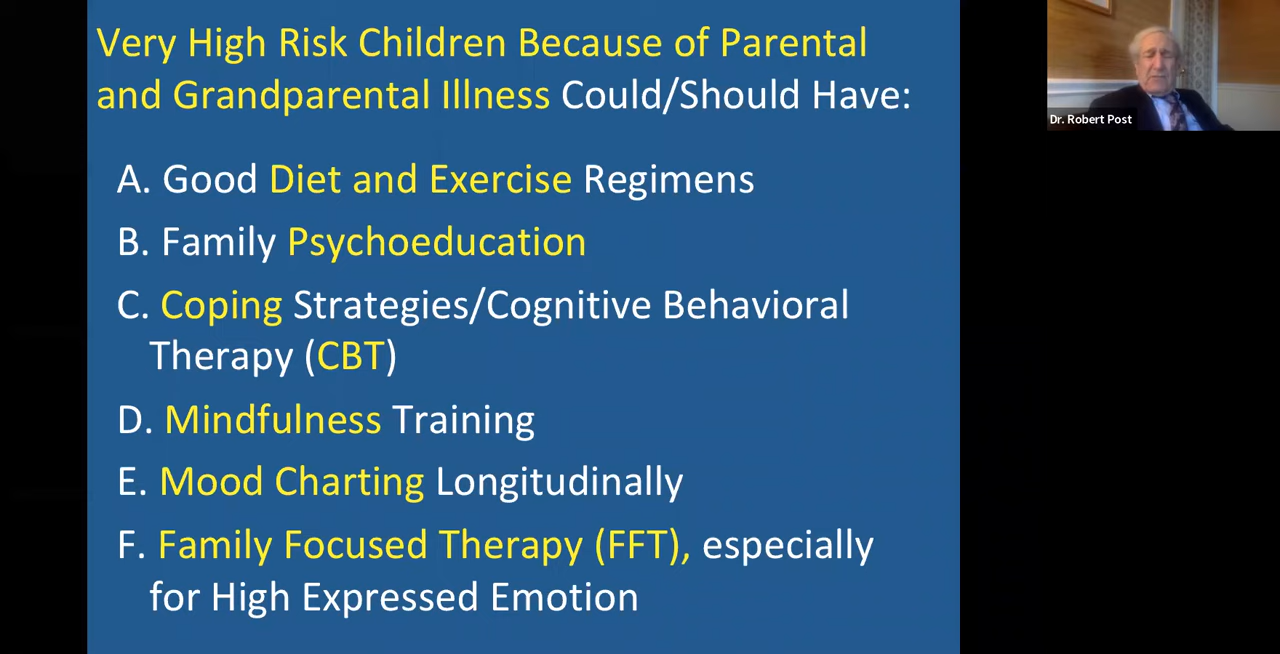 Very High Risk Children Because of Parental
and Grandparental Illness Could/Should Have:
A. Good Diet and Exercise Regimens
B. Family Psychoeducation
C. Coping Strategies/Cognitive Behavioral
Therapy (CBT)
D. Mindfulness Training
E. Mood Charting Longitudinally
F. Family Focused Therapy (FFT), especially
for High Expressed Emotion
Dr. Robert Post